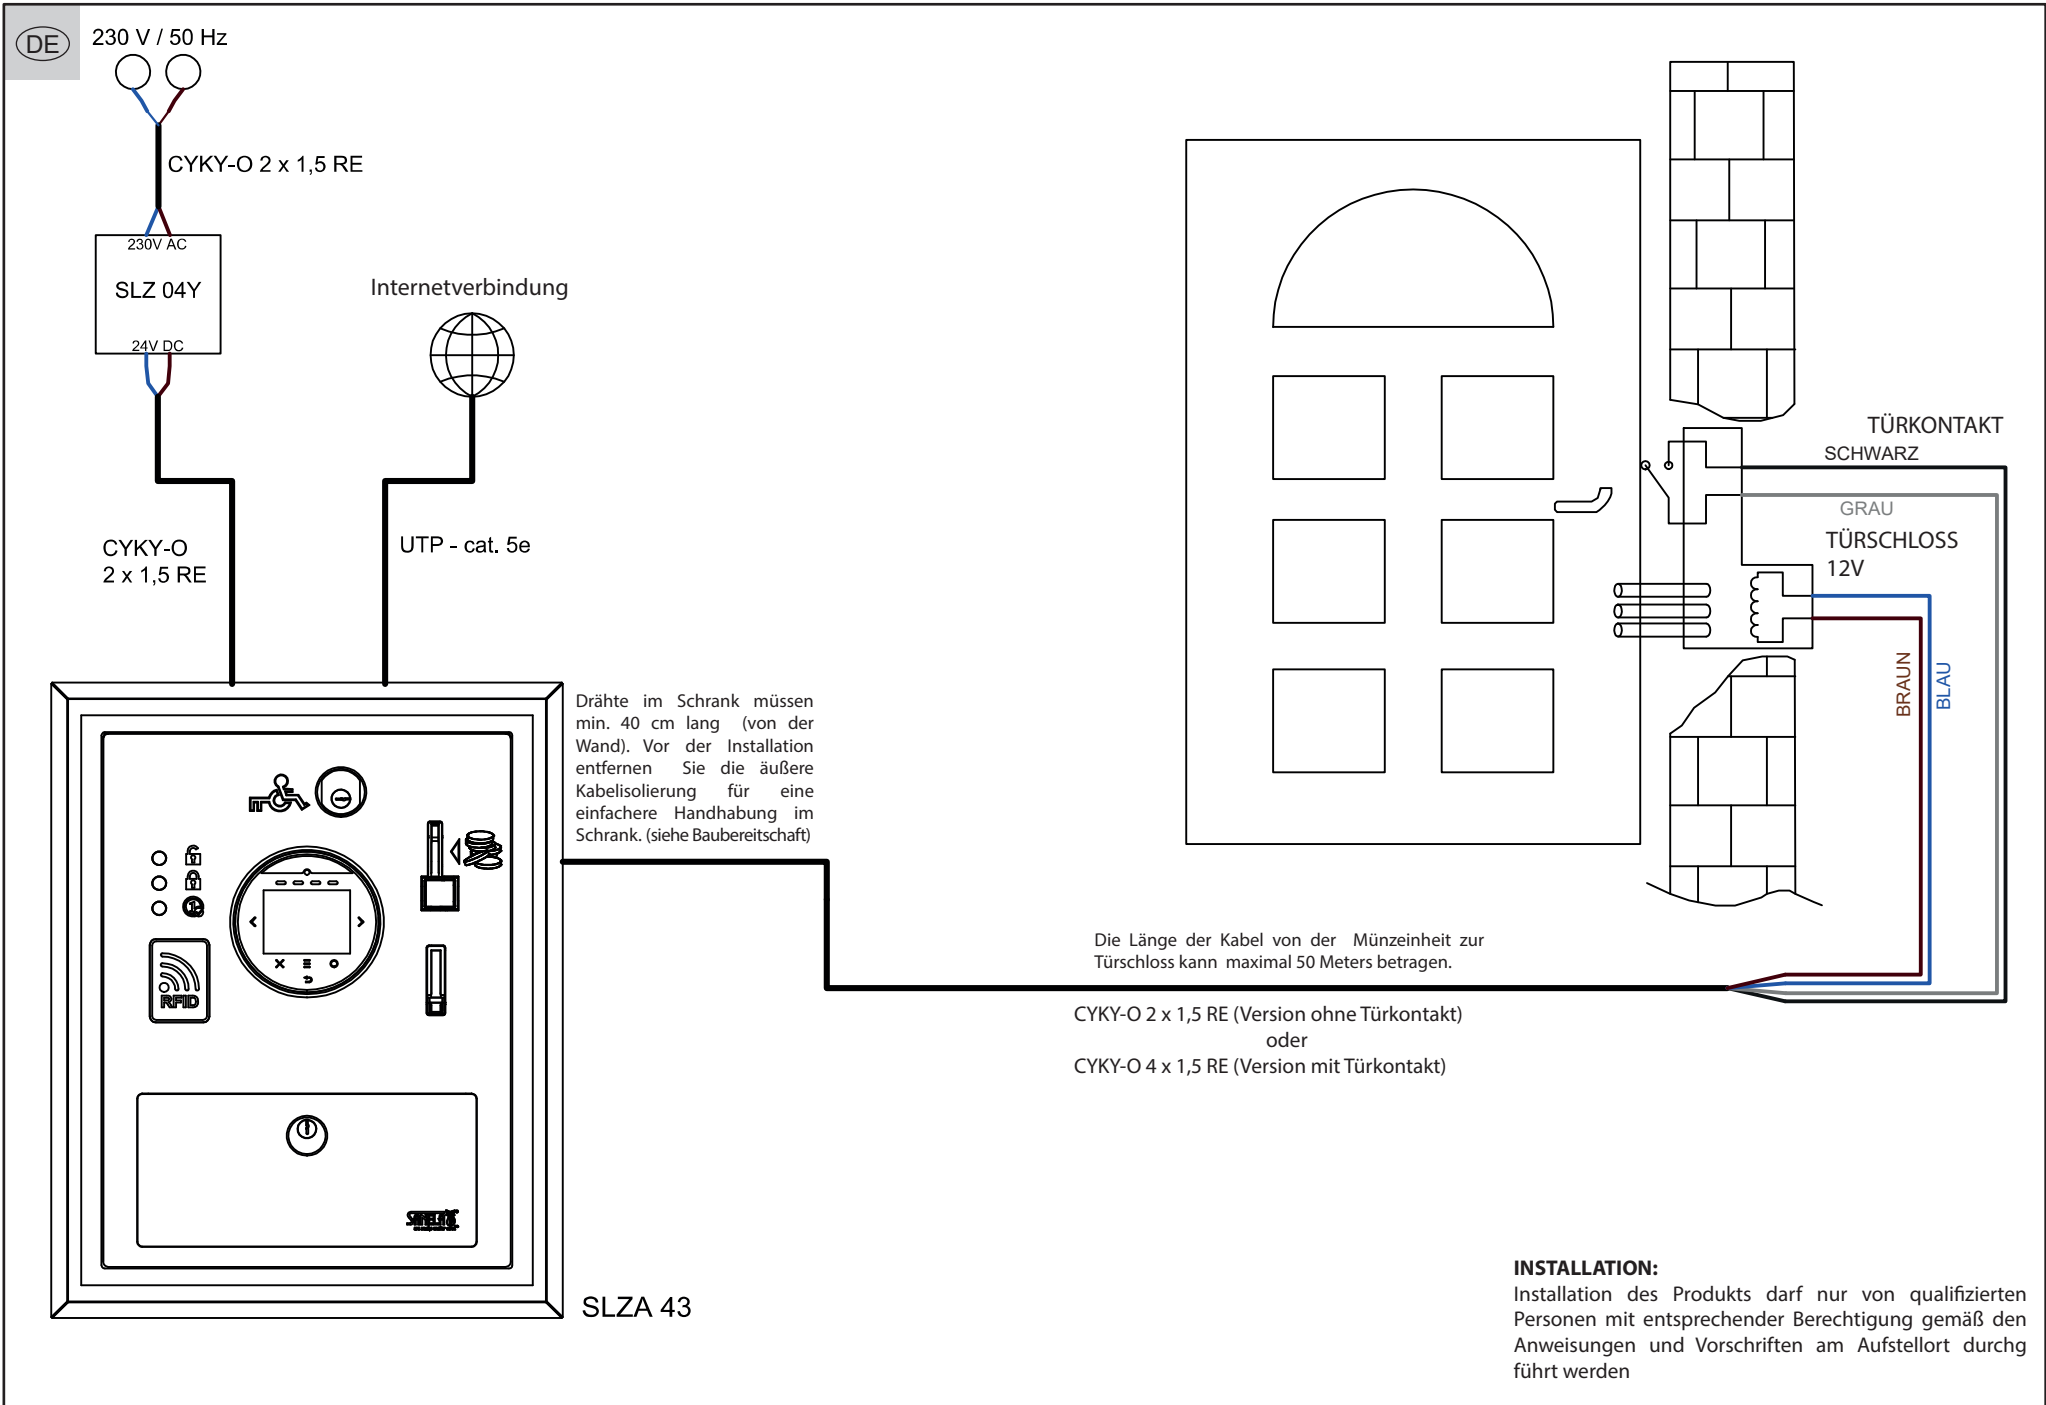 DE
230 V / 50 Hz
CYKY-O 2 x 1,5 RE
230V AC
SLZ 04Y
24V DC
Internetverbindung
CYKY-O
2 x 1,5 RE
UTP - cat. 5e
Drähte im Schrank müssen
min. 40 cm lang (von der
Wand). Vor der Installation
entfernen Sie die äußere
Kabelisolierung für eine
einfachere Handhabung im
Schrank. (siehe Baubereitschaft)
RFID
SLZA 43
TÜRKONTAKT
SCHWARZ
GRAU
TÜRSCHLOSS
12V
BRAUN
BLAU
Die Länge der Kabel von der Münzeinheit zur
Türschloss kann maximal 50 Meters betragen.
CYKY-O 2 x 1,5 RE (Version ohne Türkontakt)
oder
CYKY-O 4 x 1,5 RE (Version mit Türkontakt)
INSTALLATION:
Installation des Produkts darf nur von qualifizierten
Personen mit entsprechender Berechtigung gemäß den
Anweisungen und Vorschriften am Aufstellort durchg
führt werden